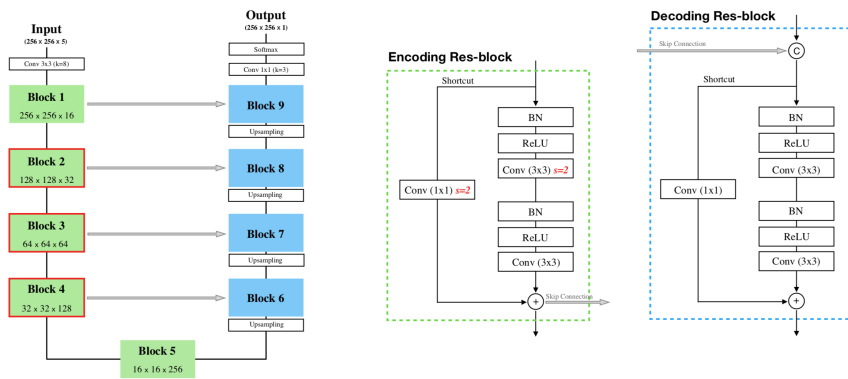 Input
(256 x 256 x 5)
Conv 3x3 (k=8)
Block 1
256 x 256 x 16
Block 2
128 x 128 x 32
Block 3
64 x 64 x 64
Block 4
32 x 32 x 128
Block 5
16 x 16 x 256
Output
(256 x 256 x 1)
Softmax
Conv 1x1 (k=3)
Block 9
Upsampling
Block 8
Upsampling
Block 7
Upsampling
Block 6
Upsampling
Encoding Res-block
Shortcut
BN
ReLU
Conv (3x3) s=2
Conv (1x1) s=2
BN
ReLU
Conv (3x3)
+
Skip Connection
Decoding Res-block
Skip Connection
C
Shortcut
BN
ReLU
Conv (3x3)
Conv (1x1)
BN
ReLU
Conv (3x3)
+